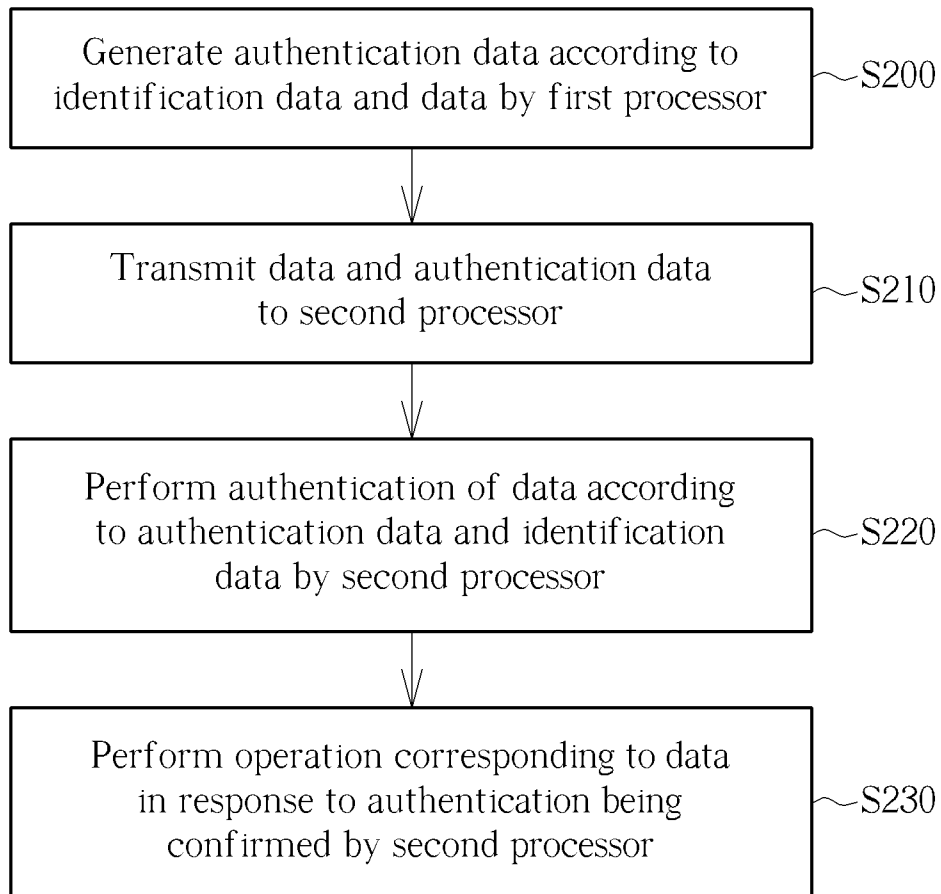 Generate authentication data according to
identification data and data by first processor
S200
Transmit data and authentication data
to second processor
S210
Perform authentication of data according
to authentication data and identification
data by second processor
S220
Perform operation corresponding to data
in response to authentication being
confirmed by second processor
S230